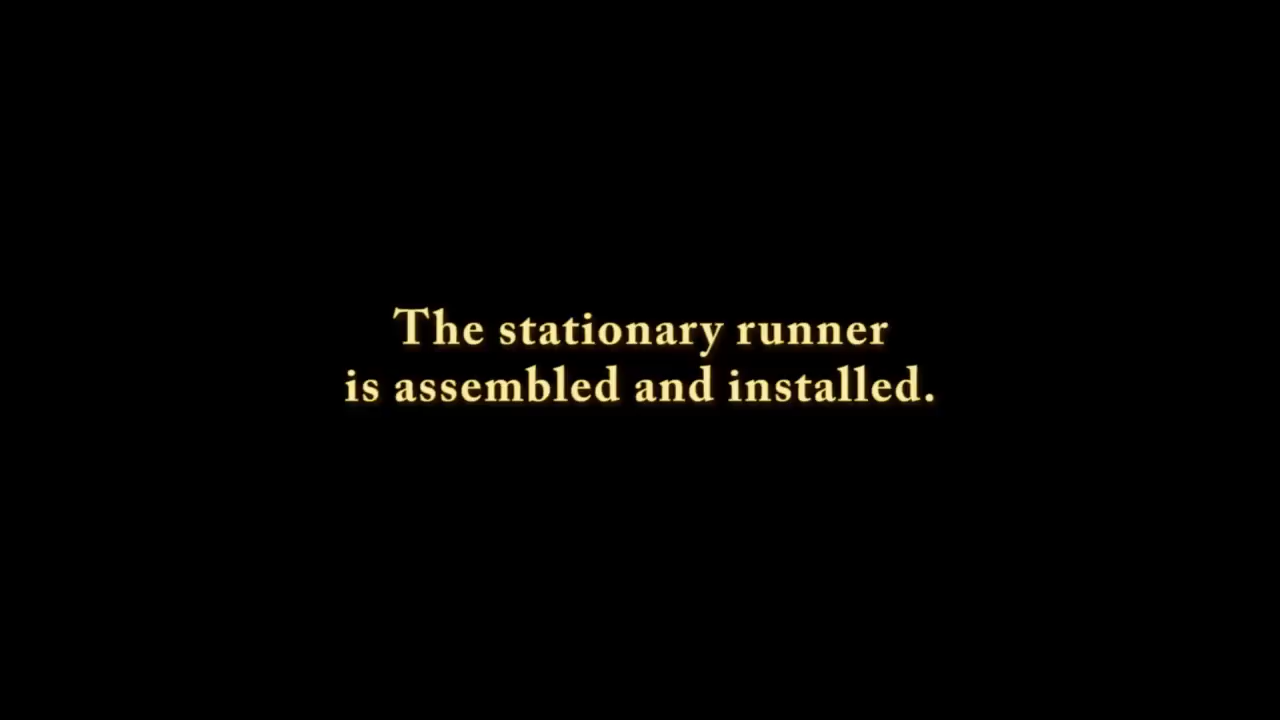 The stationary runner
is assembled and installed.